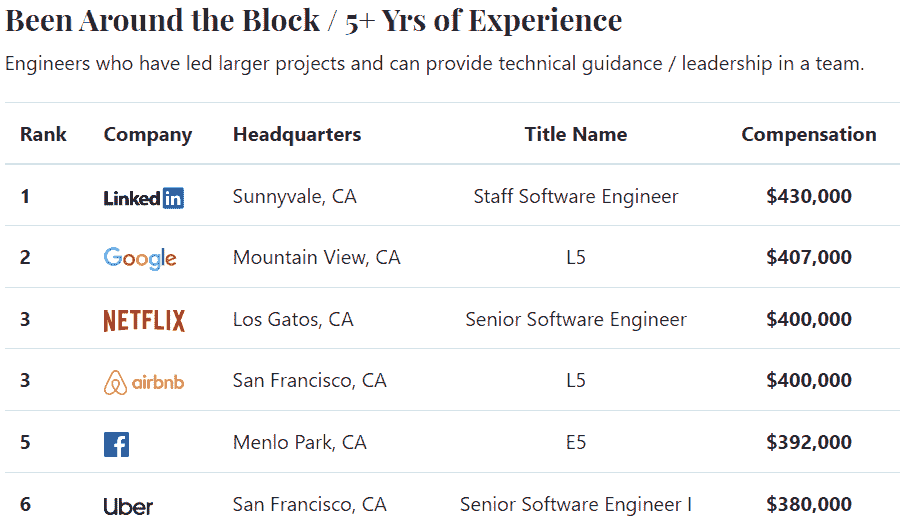 Been Around the Block / 5+ Yrs of Experience
Engineers who have led larger projects and can provide technical guidance / leadership in a team.
Rank Company Headquarters Title Name Compensation
1 Linkedin Sunnyvale, CA Staff Software Engineer $430,000
2 Google Mountain View, CA L5 $407,000
3 NETFLIX Los Gatos, CA Senior Software Engineer $400,000
3 airbnb San Francisco, CA L5 $400,000
5 f Menlo Park, CA E5 $392,000
6 Uber San Francisco, CA Senior Software Engineer I $380,000